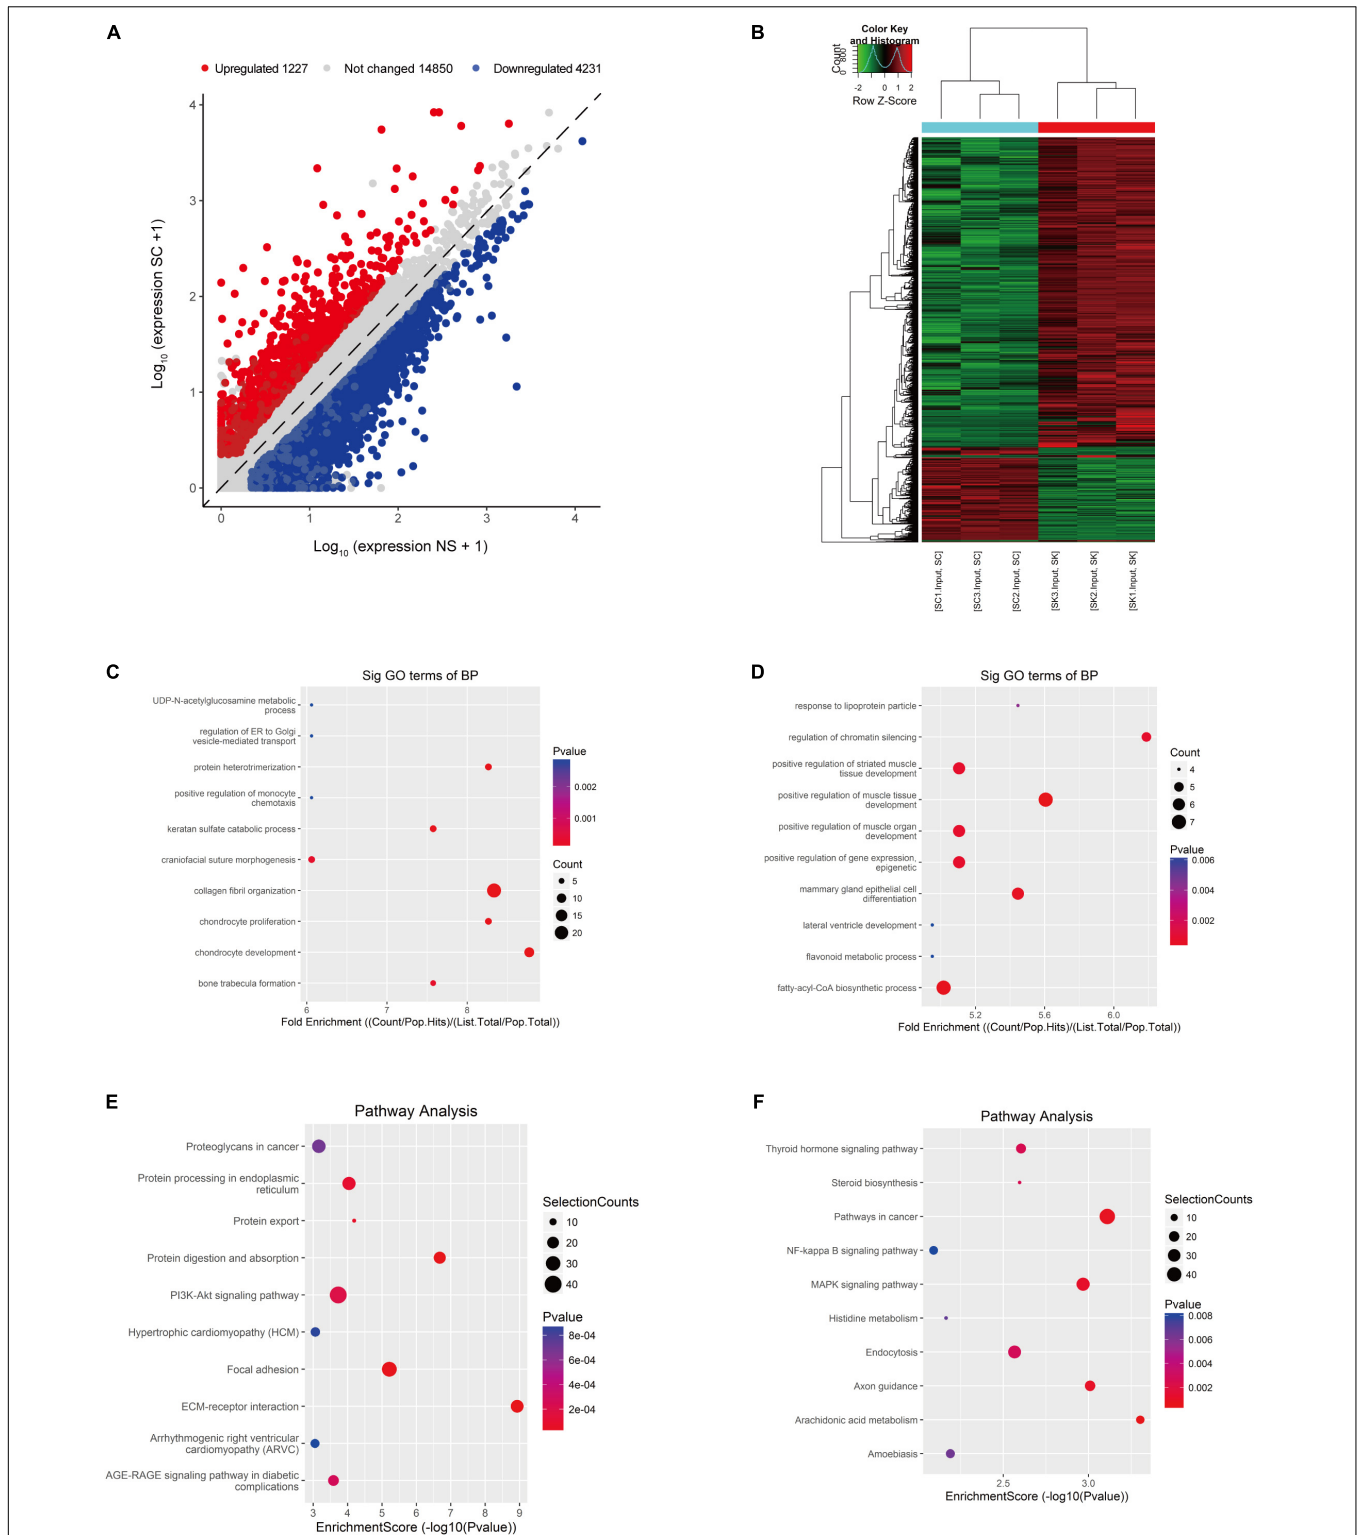 A
Upregulated 1227
Not changed 14850
Downregulated 4231
Log10 (expression SC +1)
4
3
2
1
0
0
1
2
3
4
Log10 (expression NS + 1)
B
Color Key
and Histogram
Count
0
800
-2
0
1
2
Row Z-Score
[SC1.Input, SC]
[SC3.Input, SC]
[SC2.Input, SC]
[SK3.Input, SK]
[SK2.Input, SK]
[SK1.Input, SK]
C
Sig GO terms of BP
UDP-N-acetylglucosamine metabolic
process
regulation of ER to Golgi
vesicle-mediated transport
protein heterotrimerization
positive regulation of monocyte
chemotaxis
keratan sulfate catabolic process
craniofacial suture morphogenesis
collagen fibril organization
chondrocyte proliferation
chondrocyte development
bone trabecula formation
6
7
8
Fold Enrichment ((Count/Pop.Hits)/(List.Total/Pop.Total))
Pvalue
0.002
0.001
Count
5
10
15
20
D
Sig GO terms of BP
response to lipoprotein particle
regulation of chromatin silencing
positive regulation of striated muscle
tissue development
positive regulation of muscle tissue
development
positive regulation of muscle organ
development
positive regulation of gene expression,
epigenetic
mammary gland epithelial cell
differentiation
lateral ventricle development
flavonoid metabolic process
fatty-acyl-CoA biosynthetic process
5.2
5.6
6.0
Fold Enrichment ((Count/Pop.Hits)/(List.Total/Pop.Total))
Count
4
5
6
7
Pvalue
0.006
0.004
0.002
E
Pathway Analysis
Proteoglycans in cancer
Protein processing in endoplasmic
reticulum
Protein export
Protein digestion and absorption
PI3K-Akt signaling pathway
Hypertrophic cardiomyopathy (HCM)
Focal adhesion
ECM-receptor interaction
Arrhythmogenic right ventricular
cardiomyopathy (ARVC)
AGE-RAGE signaling pathway in diabetic
complications
3
4
5
6
7
8
9
EnrichmentScore (-log10(Pvalue))
SelectionCounts
10
20
30
40
Pvalue
8e-04
6e-04
4e-04
2e-04
F
Pathway Analysis
Thyroid hormone signaling pathway
Steroid biosynthesis
Pathways in cancer
NF-kappa B signaling pathway
MAPK signaling pathway
Histidine metabolism
Endocytosis
Axon guidance
Arachidonic acid metabolism
Amoebiasis
2.5
3.0
EnrichmentScore (-log10(Pvalue))
SelectionCounts
10
20
30
40
Pvalue
0.008
0.006
0.004
0.002